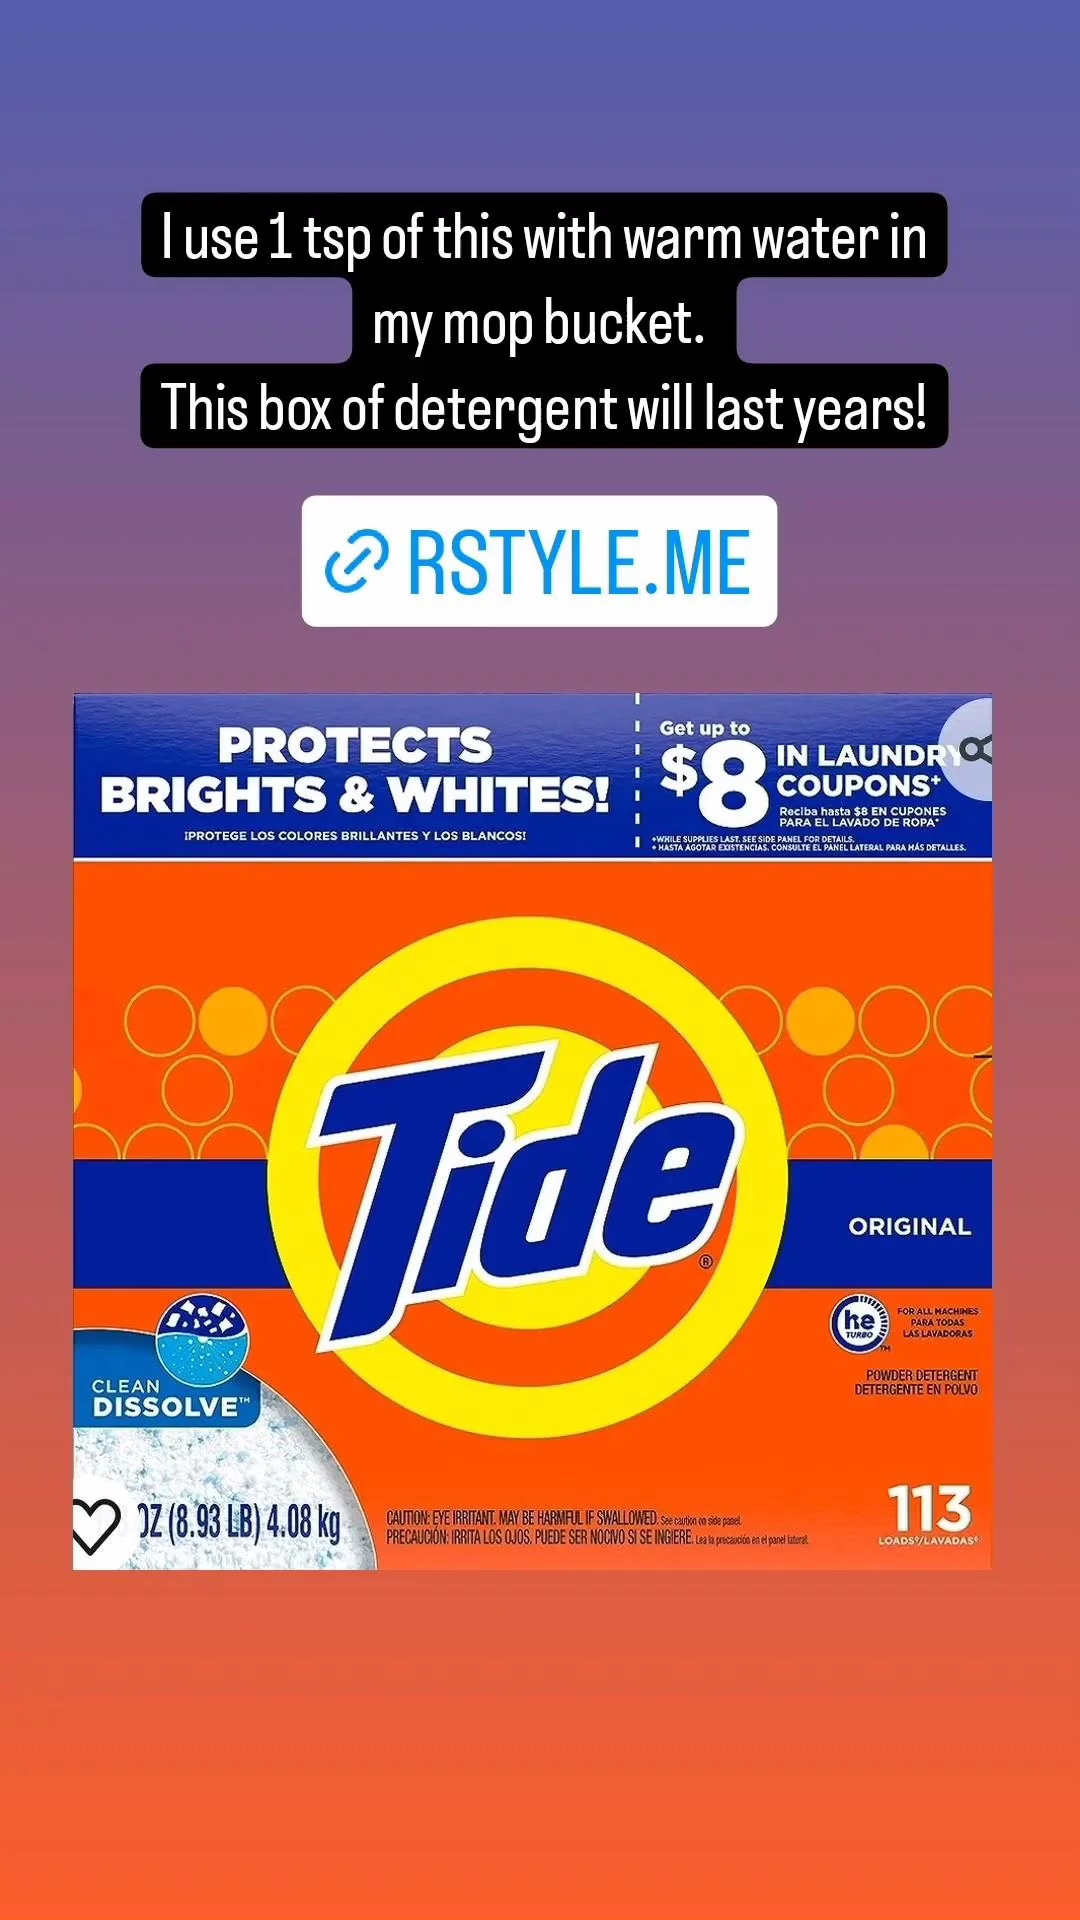 I use 1 tsp of this with warm water in
my mop bucket.
This box of detergent will last years!
RSTYLE.ME
PROTECTS
BRIGHTS & WHITES!
¡PROTEGE LOS COLORES BRILLANTES Y LOS BLANCOS!
Get up to
$8 IN LAUNDRY
COUPONS+
Reciba hasta $8 EN CUPONES
PARA EL LAVADO DE ROPA+
+WHILE SUPPLIES LAST. SEE SIDE PANEL FOR DETAILS.
+ HASTA AGOTAR EXISTENCIAS. CONSULTE EL PANEL LATERAL PARA MÁS DETALLES.
Tide®
ORIGINAL
he
TURBO™
FOR ALL MACHINES
PARA TODAS
LAS LAVADORAS
POWDER DETERGENT
DETERGENTE EN POLVO
CLEAN
DISSOLVE™
OZ (8.93 LB) 4.08 kg
CAUTION: EYE IRRITANT. MAY BE HARMFUL IF SWALLOWED. See caution on side panel.
PRECAUCIÓN: IRRITA LOS OJOS. PUEDE SER NOCIVO SI SE INGIERE. Lea la precaución en el panel lateral.
113
LOADS◊/LAVADAS◊